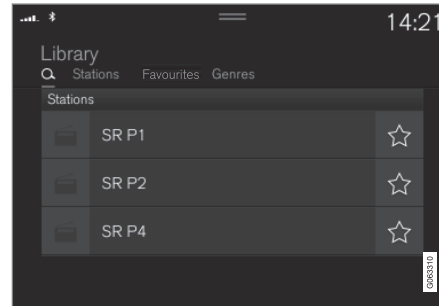 14:21
Library
Stations Favourites Genres
Stations
SR P1
SR P2
SR P4
G063310